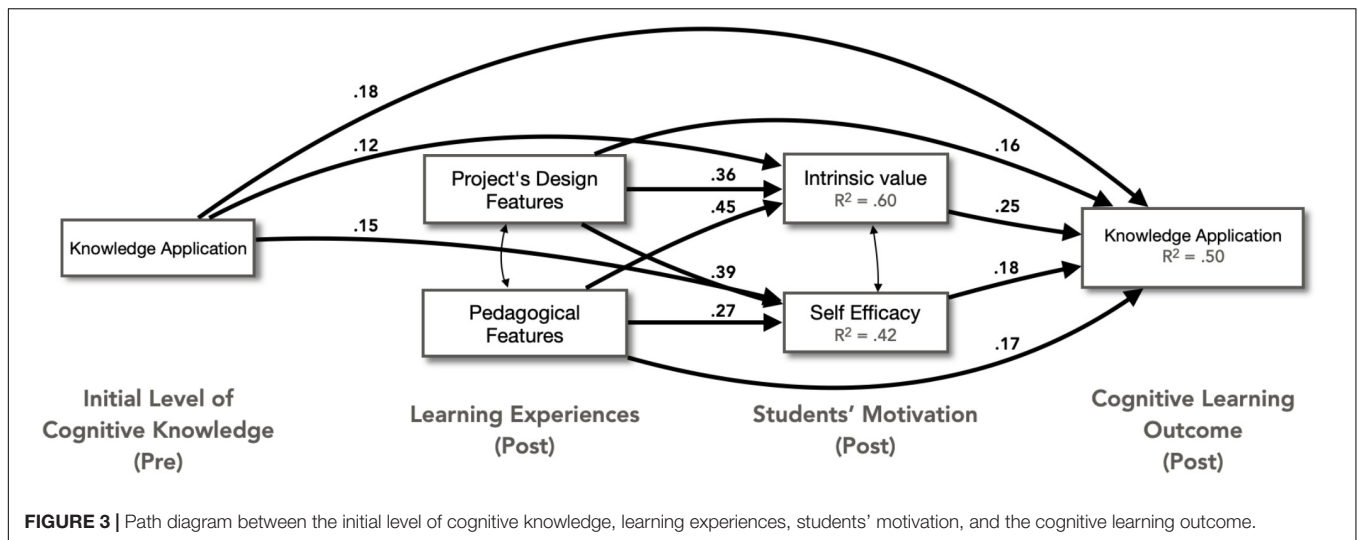 .18
.12
.16
Project's Design
Features
.36
Intrinsic value
R² = .60
.45
.25
Knowledge Application
.15
Knowledge Application
R² = .50
.39
.18
Pedagogical
Features
.27
Self Efficacy
R² = .42
.17
Initial Level of
Cognitive Knowledge
(Pre)
Learning Experiences
(Post)
Students' Motivation
(Post)
Cognitive Learning
Outcome
(Post)
FIGURE 3 | Path diagram between the initial level of cognitive knowledge, learning experiences, students' motivation, and the cognitive learning outcome.